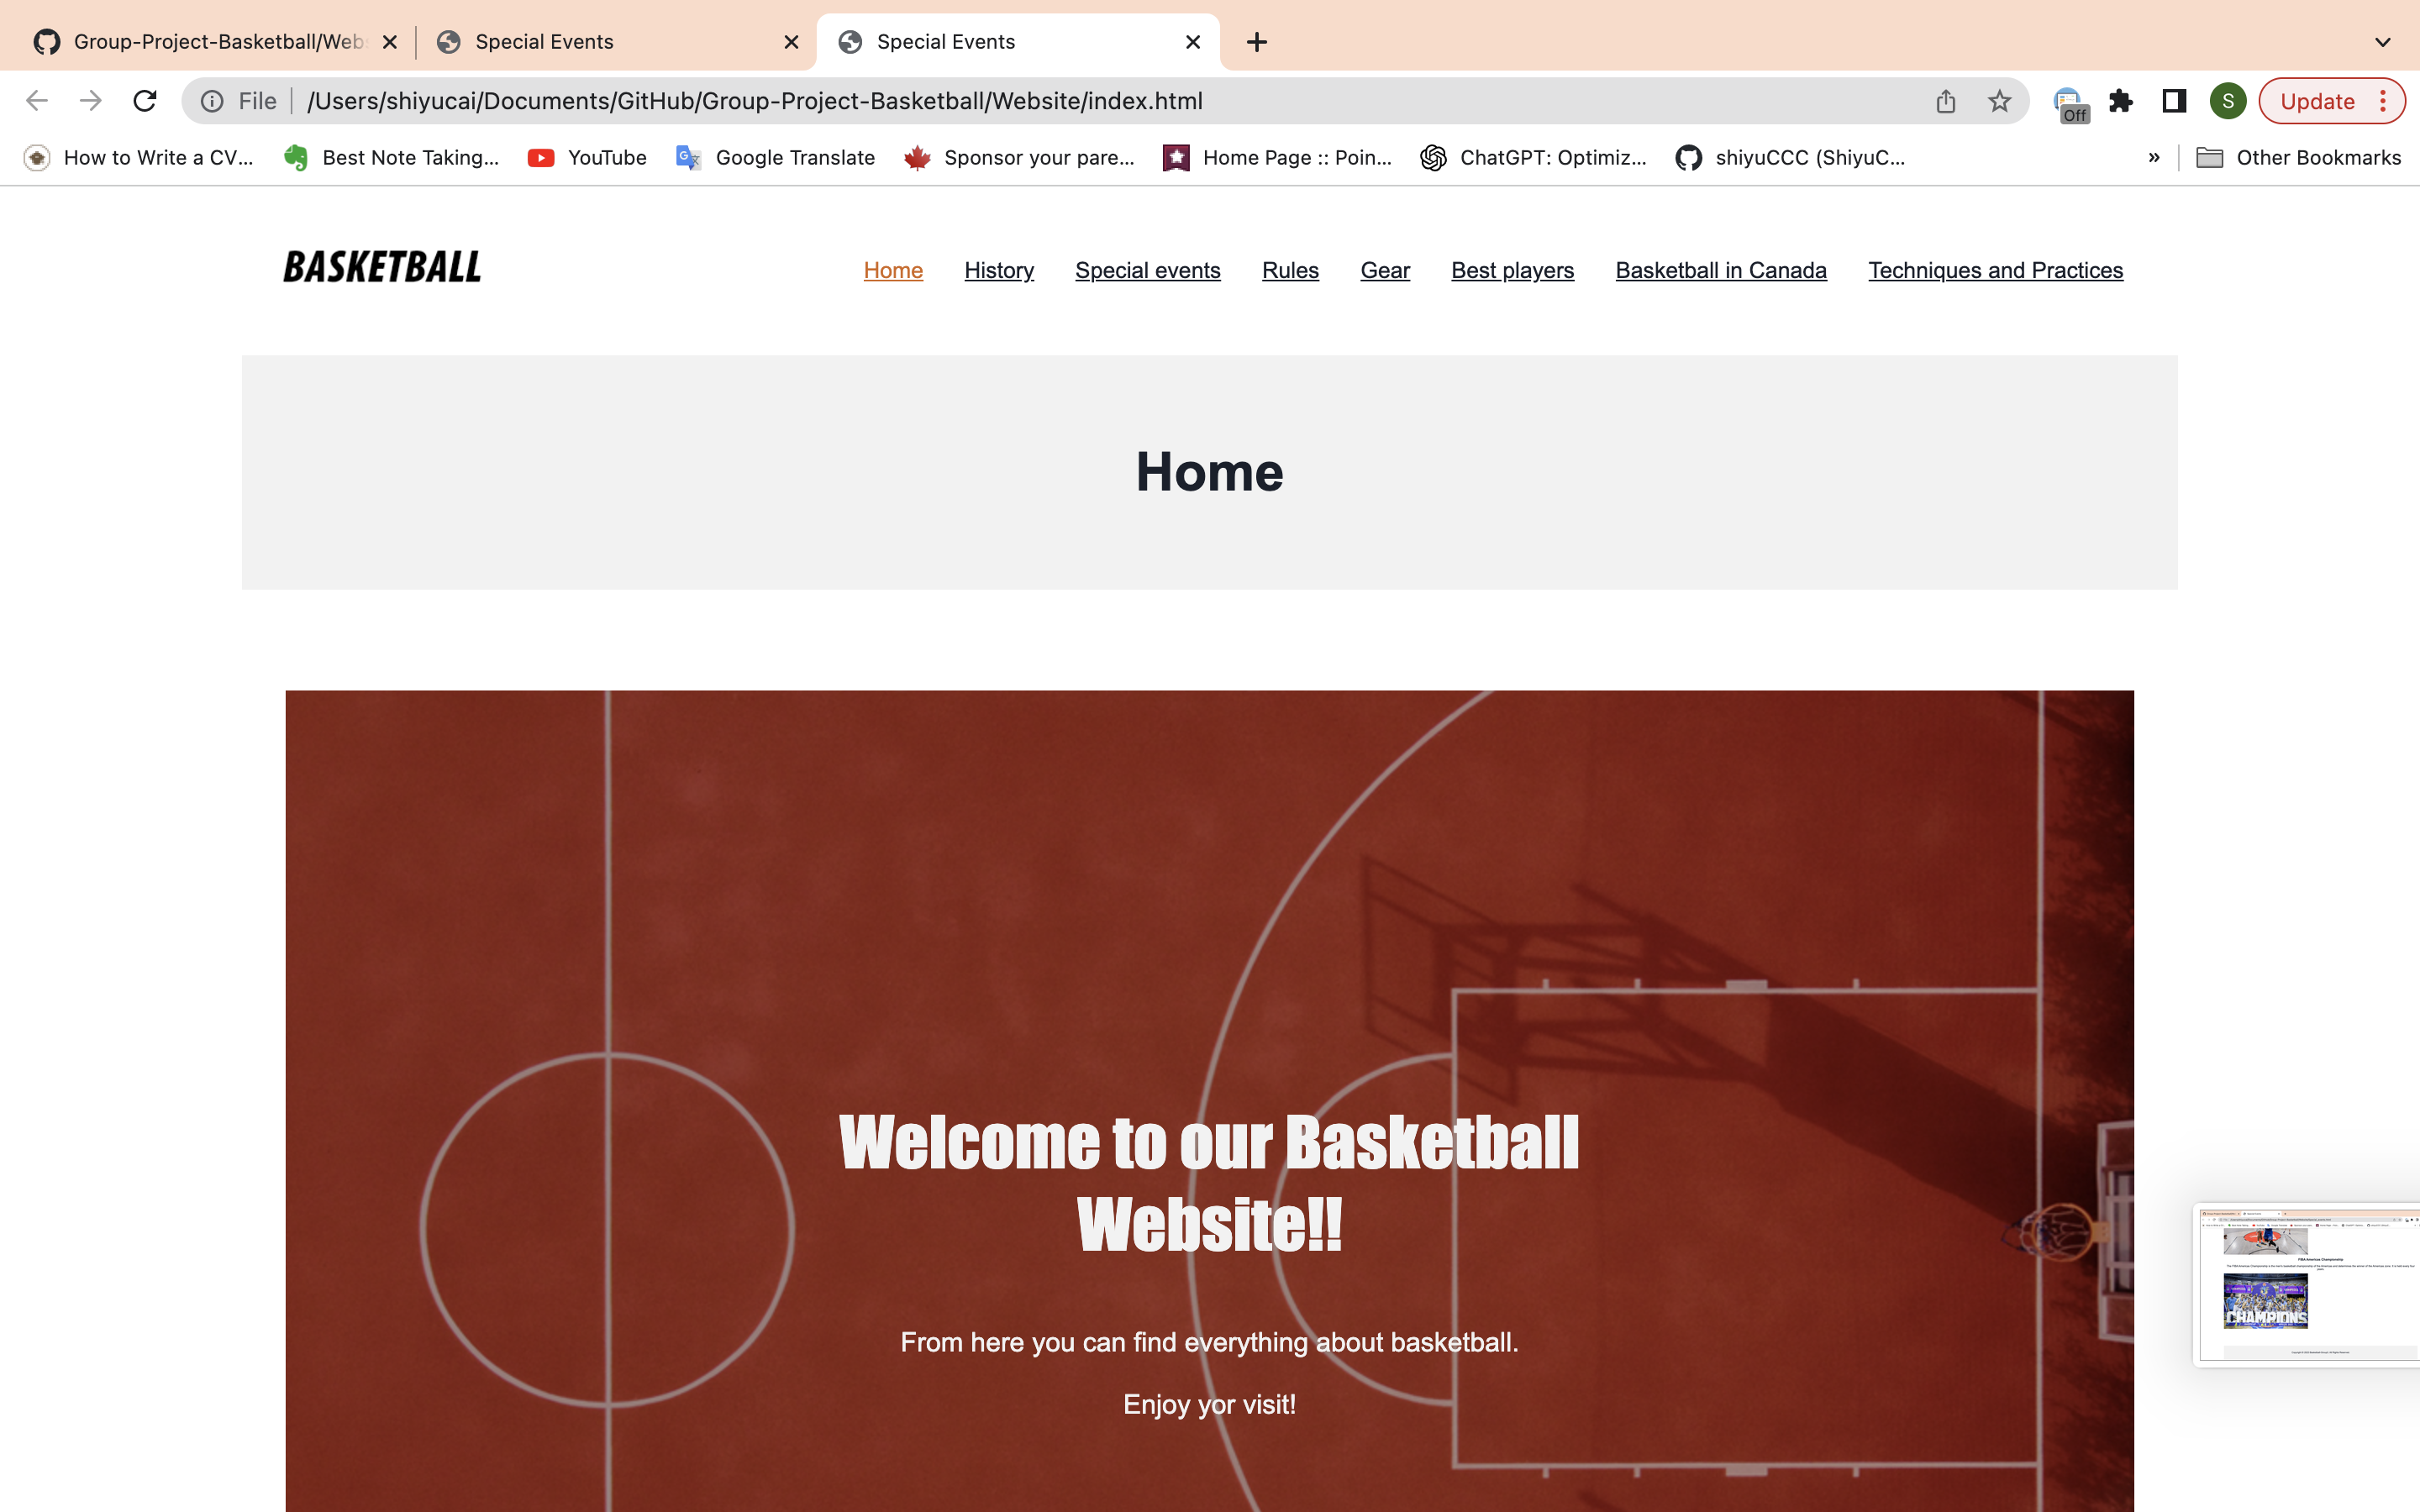 Group-Project-Basketball/Web
Special Events
Special Events
File
/Users/shiyucai/Documents/GitHub/Group-Project-Basketball/Website/index.html
Off
S
Update
How to Write a CV...
Best Note Taking...
YouTube
Google Translate
Sponsor your pare...
Home Page :: Poin...
ChatGPT: Optimiz...
shiyuCCC (ShiyuC...
»
Other Bookmarks
BASKETBALL
Home
History
Special events
Rules
Gear
Best players
Basketball in Canada
Techniques and Practices
Home
Welcome to our Basketball
Website!!
From here you can find everything about basketball.
Enjoy yor visit!
FIBA Americas Championship
CHAMPIONS